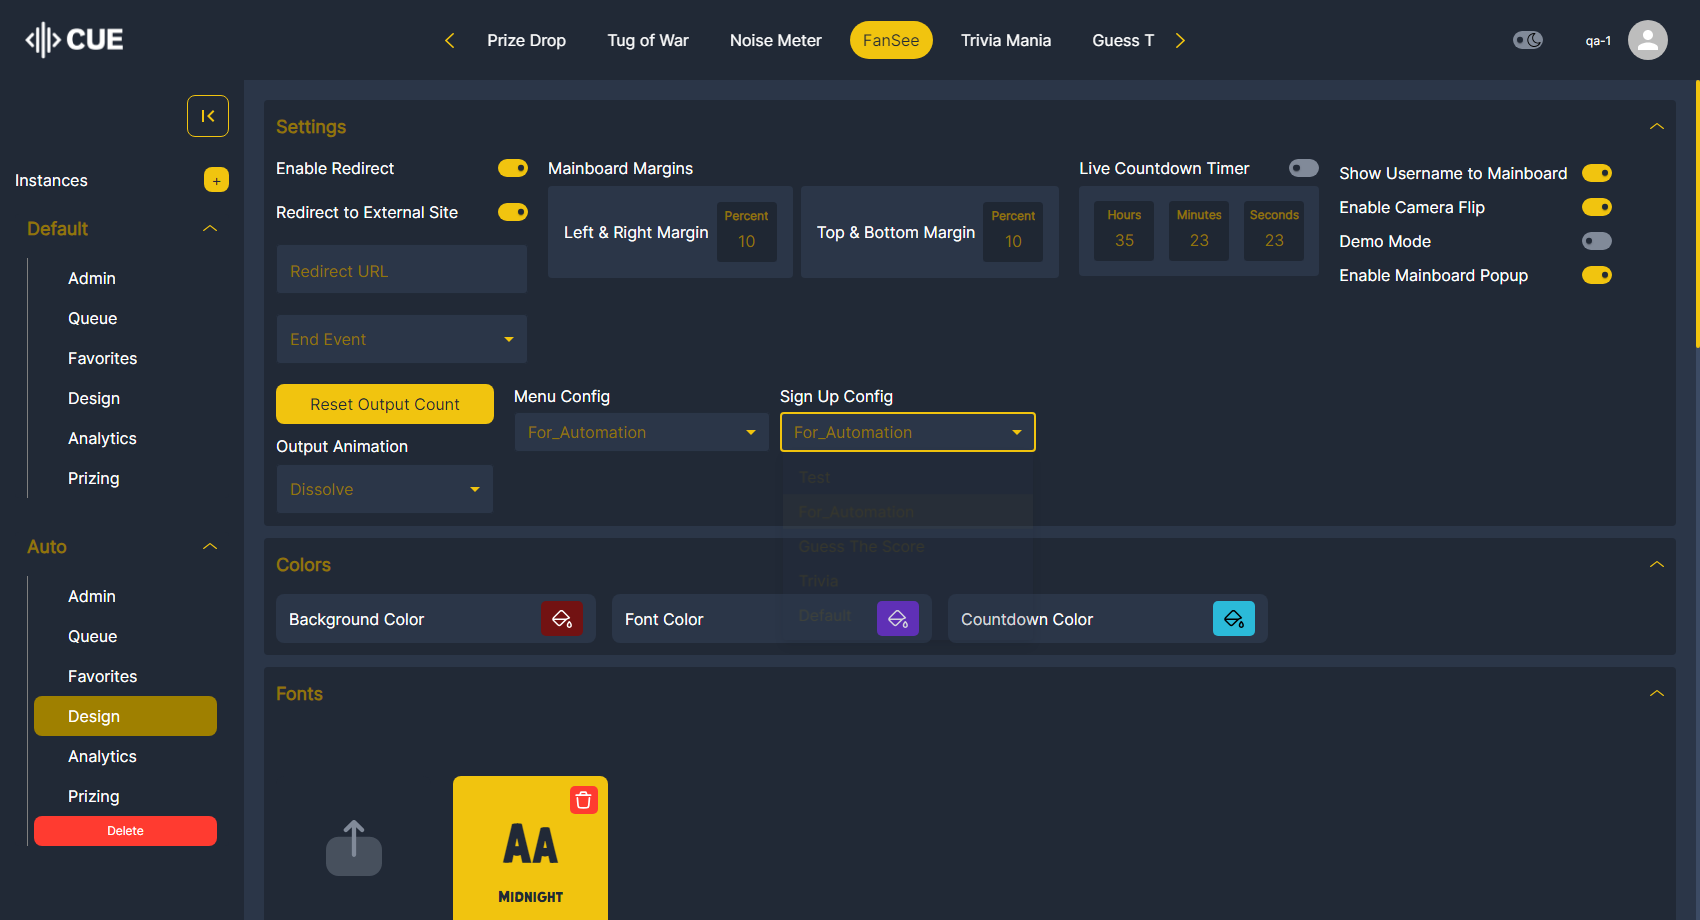 CUE
Prize Drop
Tug of War
Noise Meter
FanSee
Trivia Mania
Guess T
qa-1
Instances
+
Default
Admin
Queue
Favorites
Design
Analytics
Prizing
Auto
Admin
Queue
Favorites
Design
Analytics
Prizing
Delete
Settings
Enable Redirect
Redirect to External Site
Redirect URL
End Event
Mainboard Margins
Left & Right Margin
Percent
10
Top & Bottom Margin
Percent
10
Live Countdown Timer
Hours
35
Minutes
23
Seconds
23
Show Username to Mainboard
Enable Camera Flip
Demo Mode
Enable Mainboard Popup
Reset Output Count
Output Animation
Dissolve
Menu Config
For_Automation
Sign Up Config
For_Automation
Test
For_Automation
Guess The Score
Trivia
Default
Colors
Background Color
Font Color
Countdown Color
Fonts
AA
MIDNIGHT